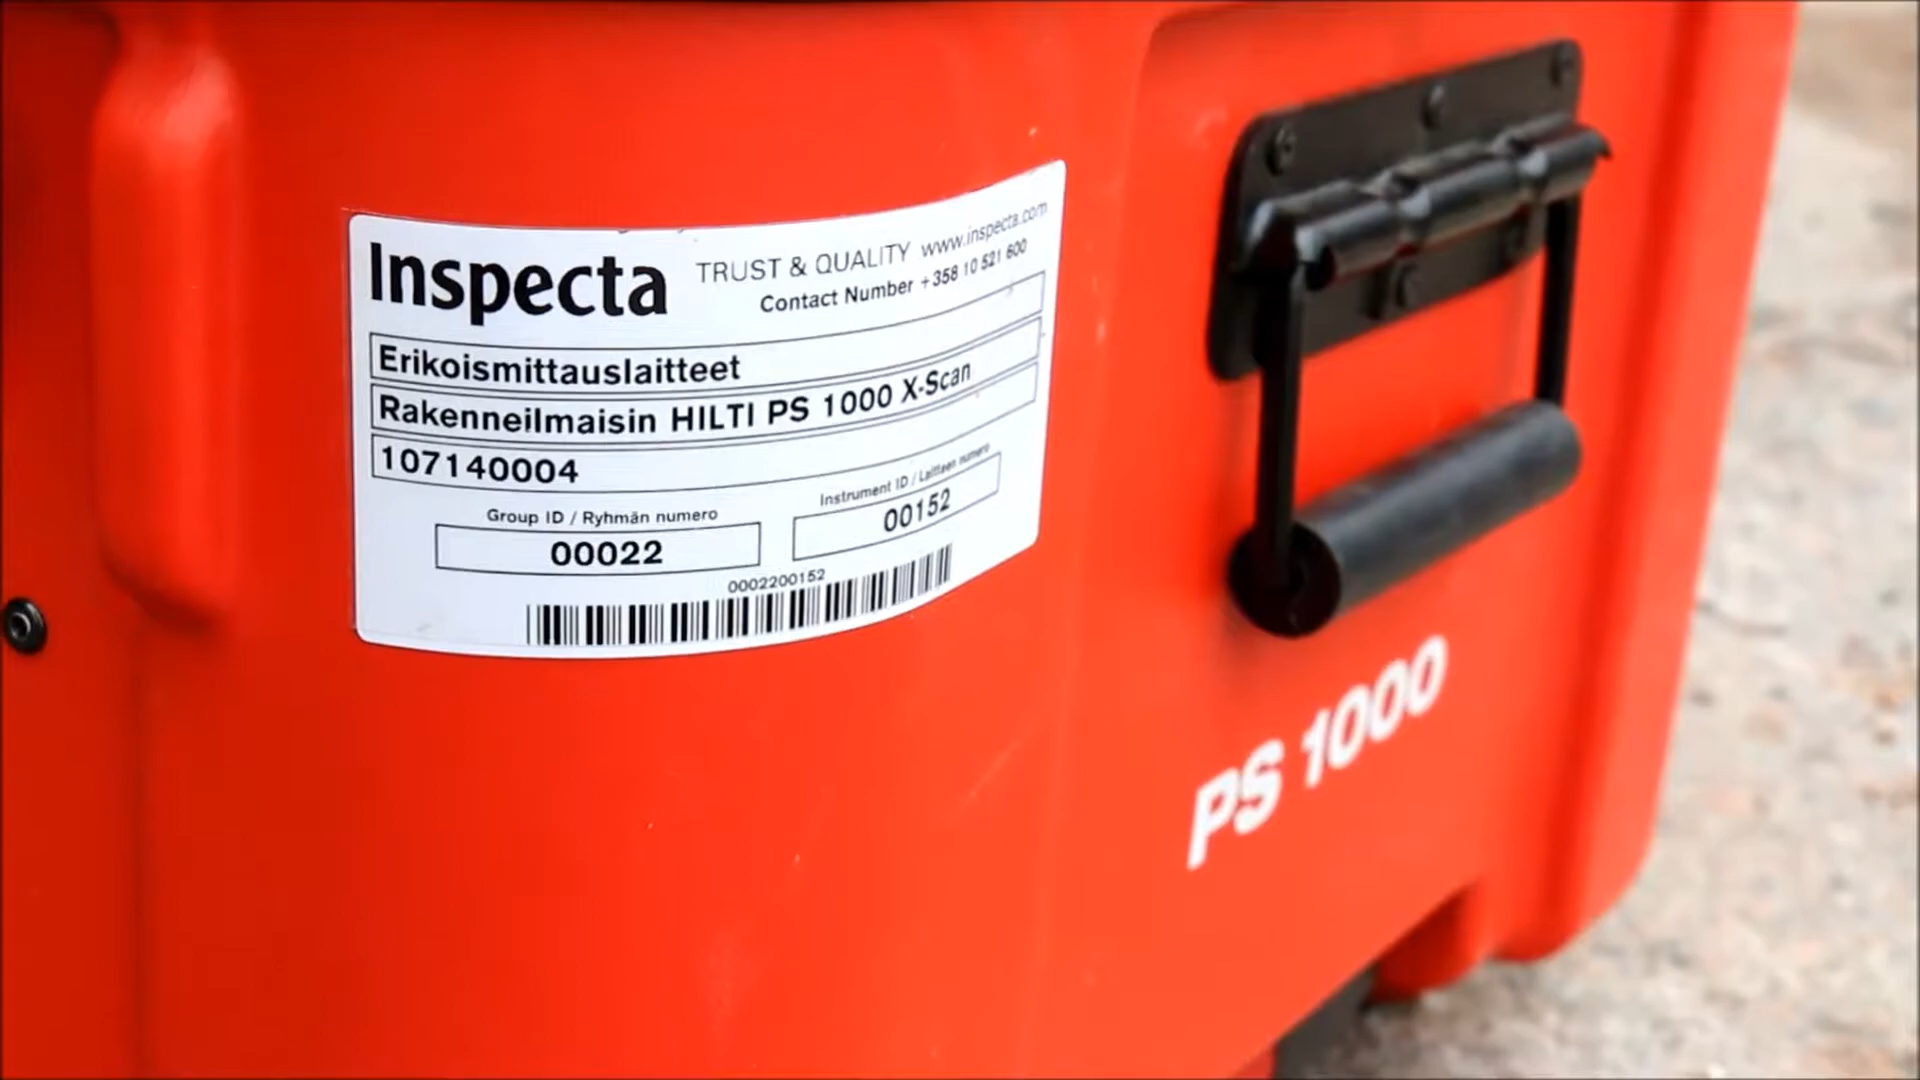 Inspecta
TRUST & QUALITY www.inspecta.com
Contact Number +358 10 521 600
Erikoismittauslaitteet
Rakenneilmaisin HILTI PS 1000 X-Scan
107140004
Group ID / Ryhmän numero
00022
Instrument ID / Laitteen numero
00152
0002200152
PS 1000